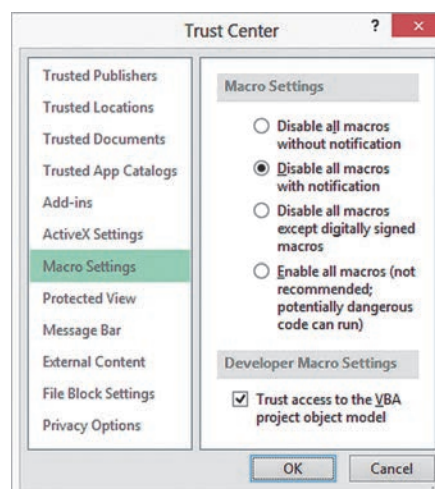 Trust Center
?
×
Trusted Publishers
Trusted Locations
Trusted Documents
Trusted App Catalogs
Add-ins
ActiveX Settings
Macro Settings
Protected View
Message Bar
External Content
File Block Settings
Privacy Options
Macro Settings
Disable all macros
without notification
Disable all macros
with notification
Disable all macros
except digitally signed
macros
Enable all macros (not
recommended;
potentially dangerous
code can run)
Developer Macro Settings
Trust access to the VBA
project object model
OK
Cancel